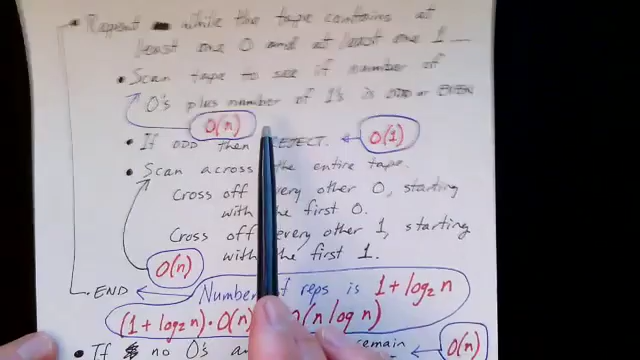 Repeat while the tape contains at
least one 0 and at least one 1
• Scan tape to see if number of
0's plus number of 1's is ODD or EVEN
O(n)
• If ODD then REJECT. O(1)
• Scan across the entire tape.
Cross off every other 0, starting
with the first 0.
Cross off every other 1, starting
with the first 1.
O(n)
END Number of reps is 1 + log₂ n
(1 + log₂ n) · O(n) O(n log n)
• If no 0's remain O(n)